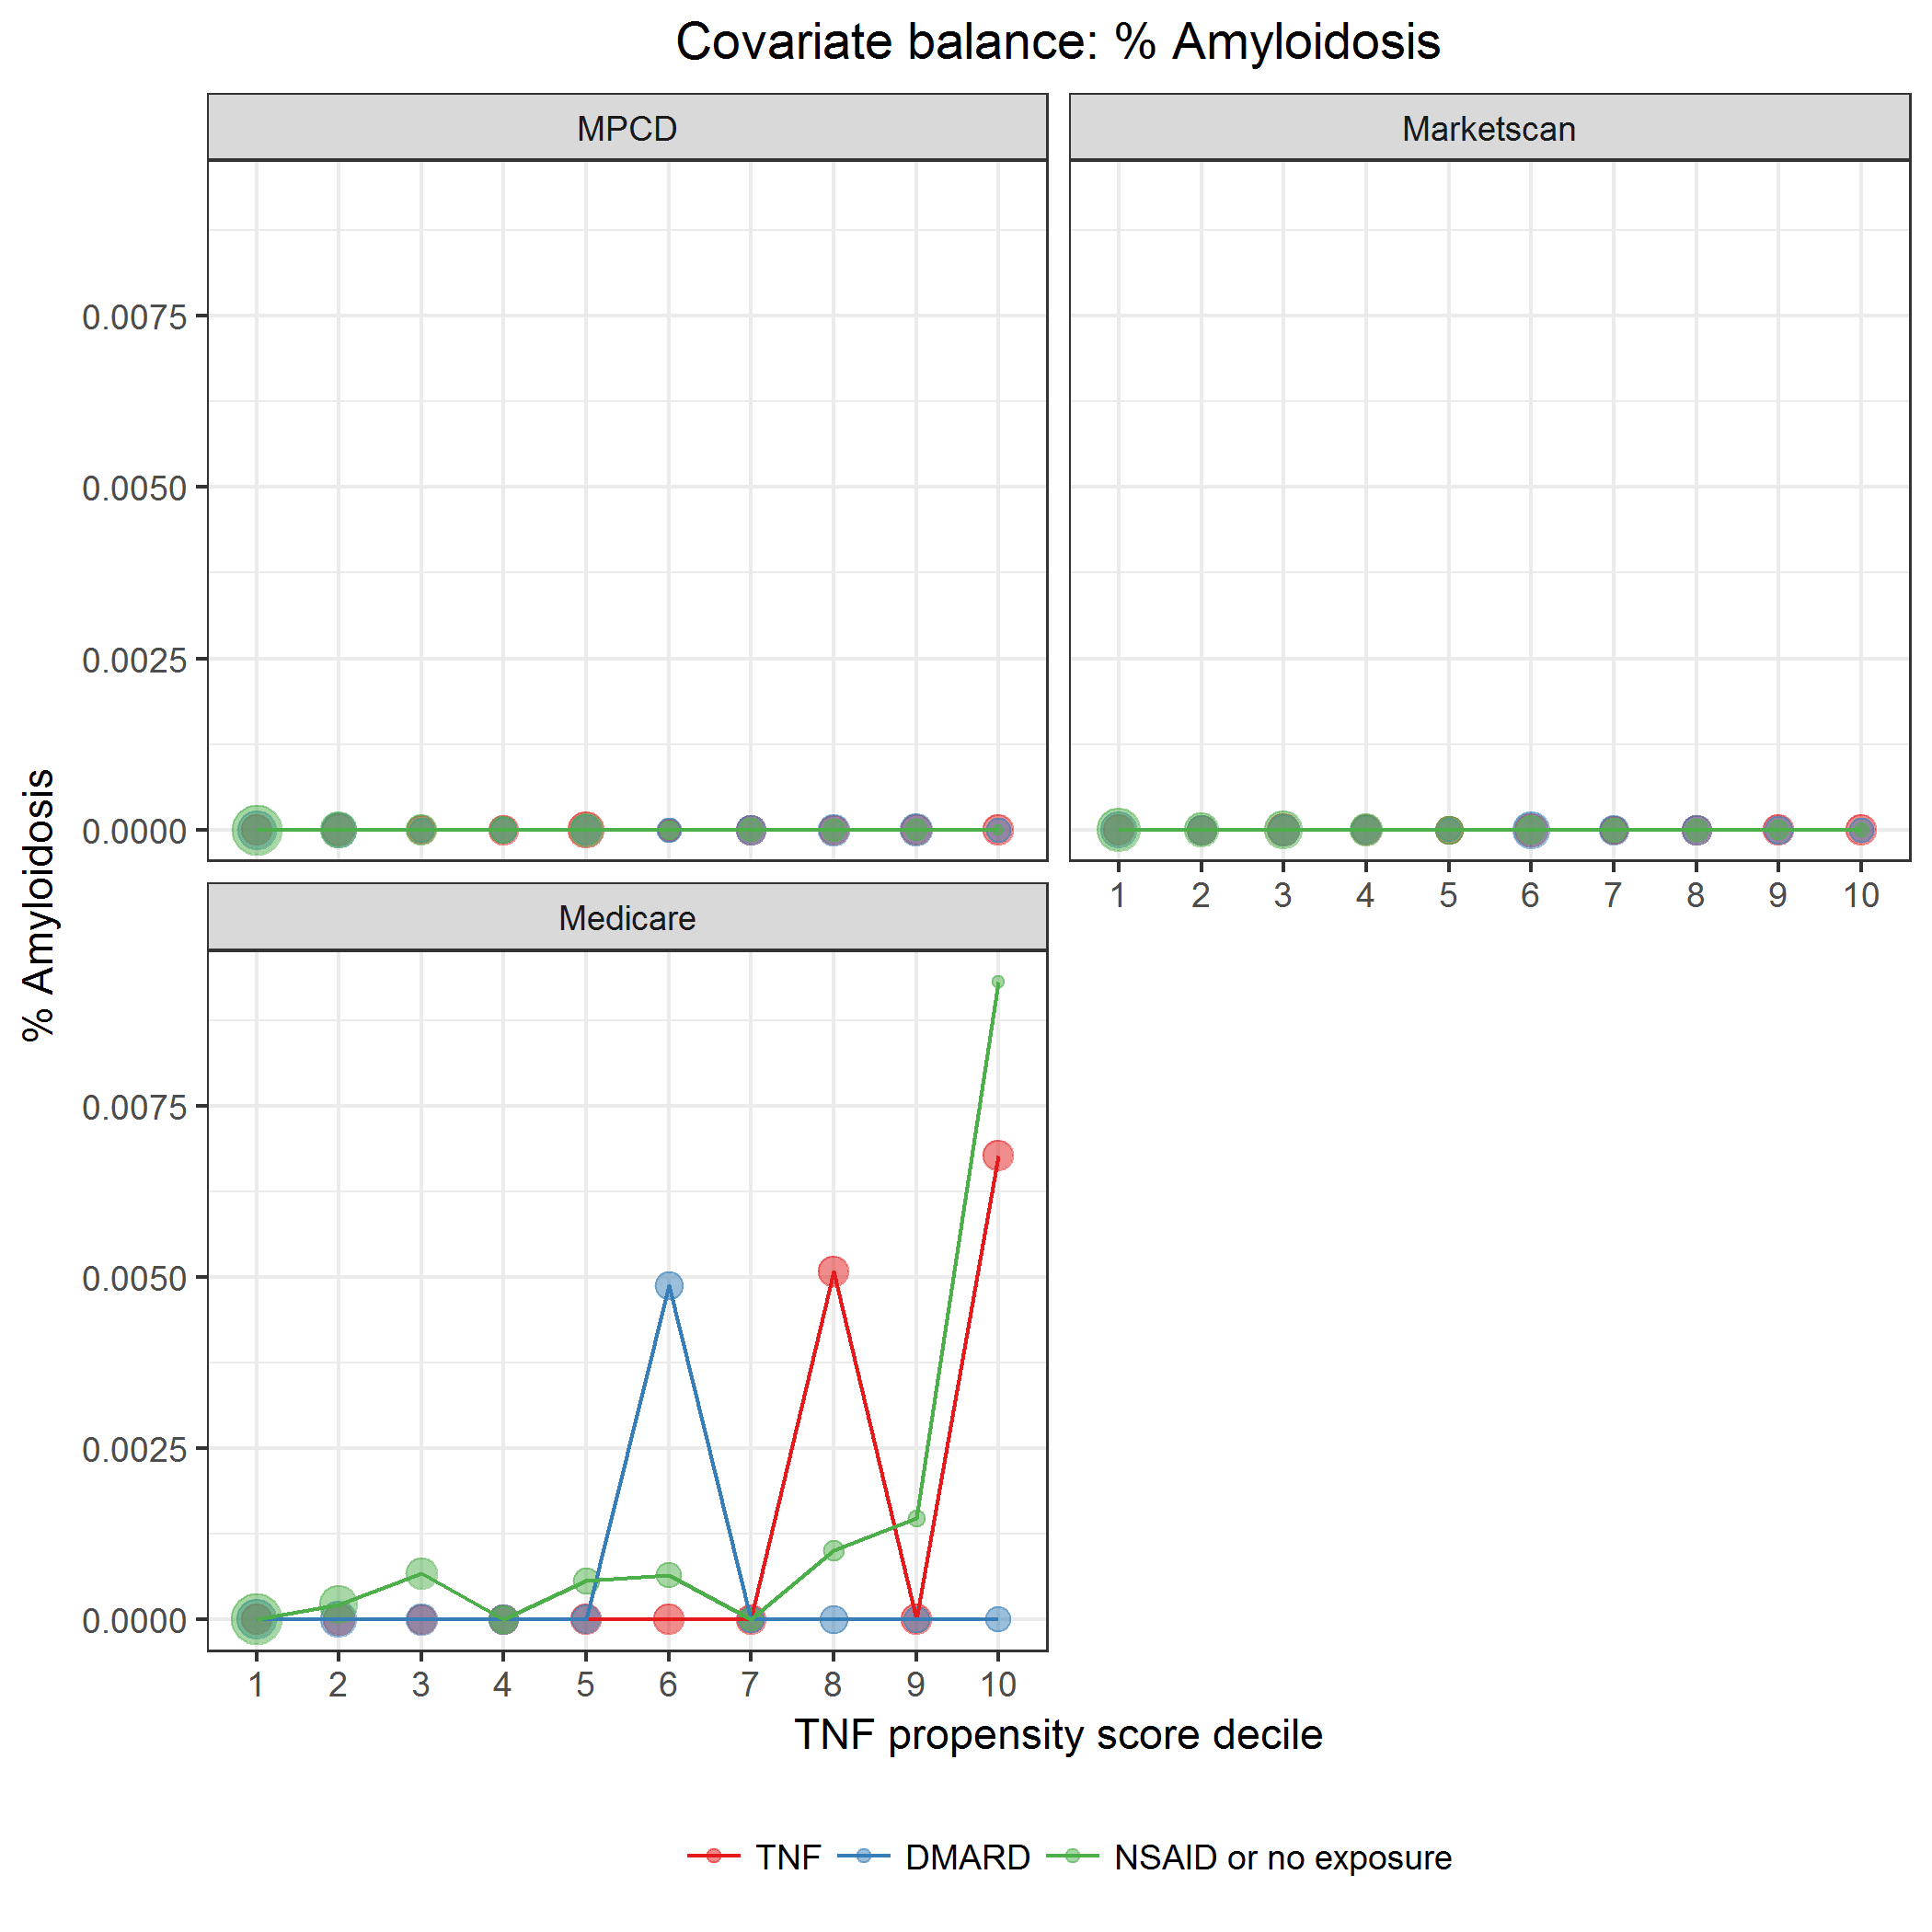 Covariate balance: % Amyloidosis
MPCD
Marketscan
0.0075
0.0050
0.0025
0.0000
1 2 3 4 5 6 7 8 9 10
Medicare
% Amyloidosis
0.0075
0.0050
0.0025
0.0000
1 2 3 4 5 6 7 8 9 10
TNF propensity score decile
TNF DMARD NSAID or no exposure